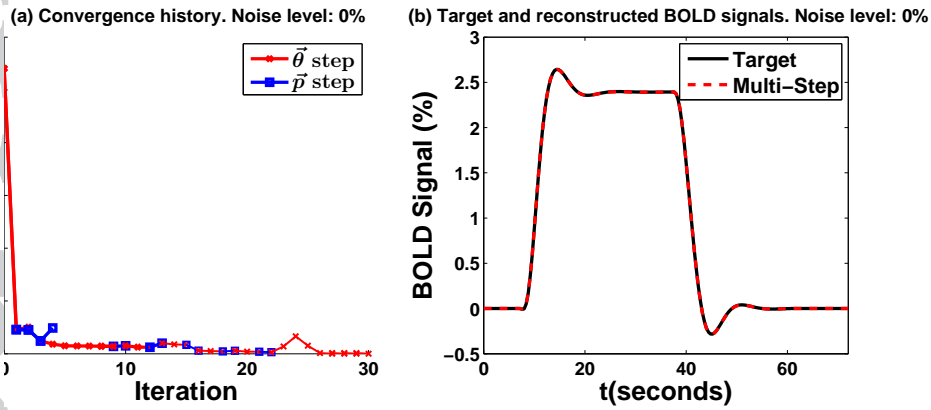 (a) Convergence history. Noise level: 0%
θ⃗ step
p⃗ step
0 10 20 30
Iteration
(b) Target and reconstructed BOLD signals. Noise level: 0%
Target
Multi-Step
3
2.5
2
1.5
1
0.5
0
−0.5
BOLD Signal (%)
0 20 40 60
t(seconds)